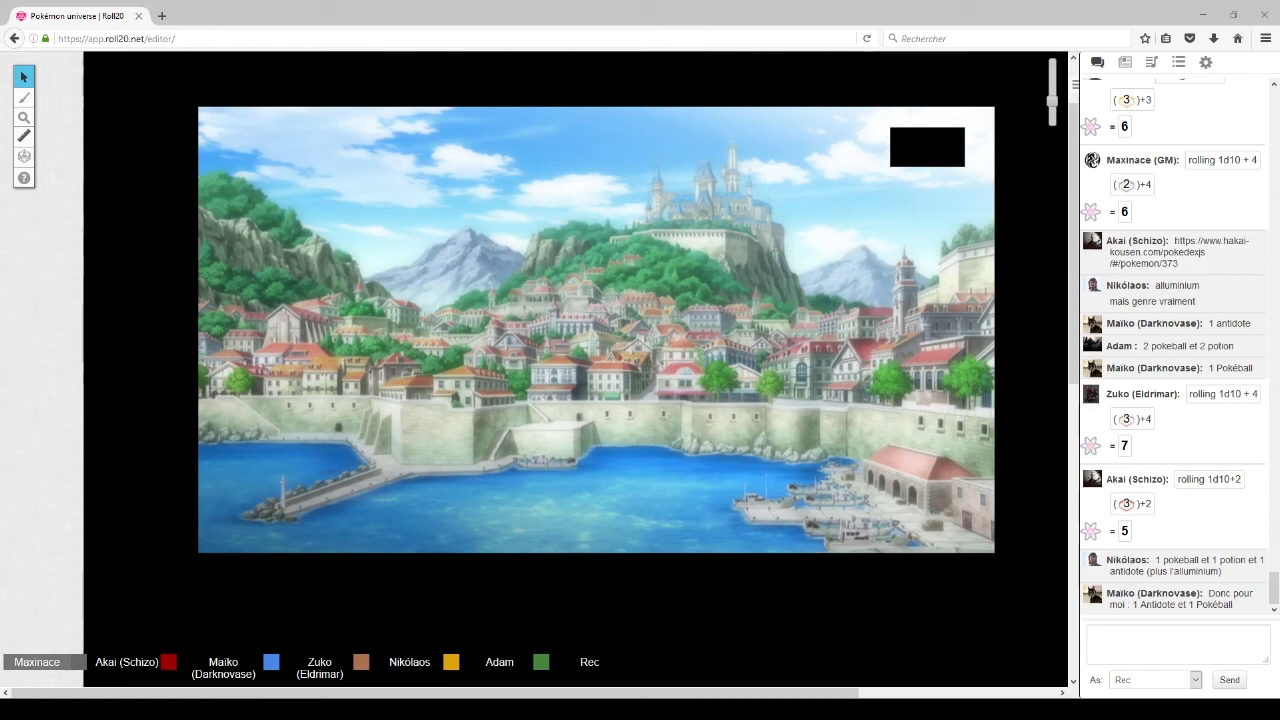 Pokémon universe | Roll20
https://app.roll20.net/editor/
Rechercher
( 3 )+3
= 6
Maxinace (GM): rolling 1d10 + 4
( 2 )+4
= 6
Akai (Schizo): https://www.hakai-
kousen.com/pokedexjs
/#/pokemon/373
Nikólaos: alluminium
mais genre vraiment
Maïko (Darknovase): 1 antidote
Adam : 2 pokeball et 2 potion
Maïko (Darknovase): 1 Pokéball
Zuko (Eldrimar): rolling 1d10 + 4
( 3 )+4
= 7
Akai (Schizo): rolling 1d10+2
( 3 )+2
= 5
Nikólaos: 1 pokeball et 1 potion et 1
antidote (plus l'alluminium)
Maïko (Darknovase): Donc pour
moi : 1 Antidote et 1 Pokéball
As: Rec Send
Maxinace Akai (Schizo) Maïko Zuko Nikólaos Adam Rec
(Darknovase) (Eldrimar)